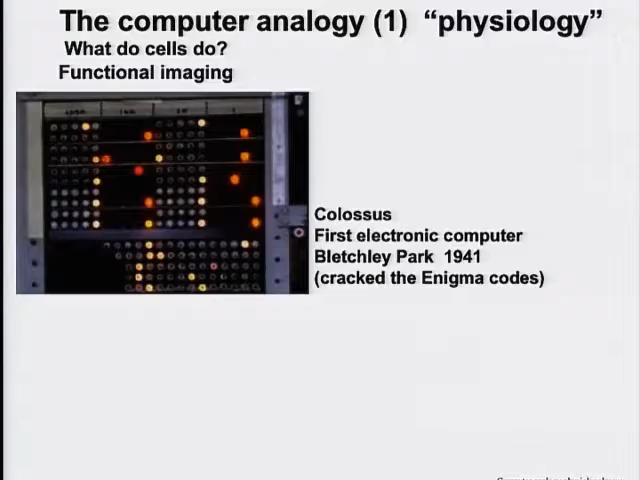 The computer analogy (1) “physiology”
What do cells do?
Functional imaging
Colossus
First electronic computer
Bletchley Park 1941
(cracked the Enigma codes)